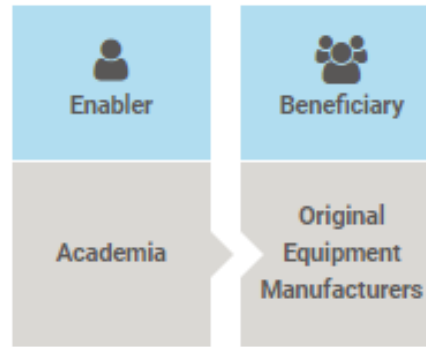 Enabler
Beneficiary
Academia
Original
Equipment
Manufacturers